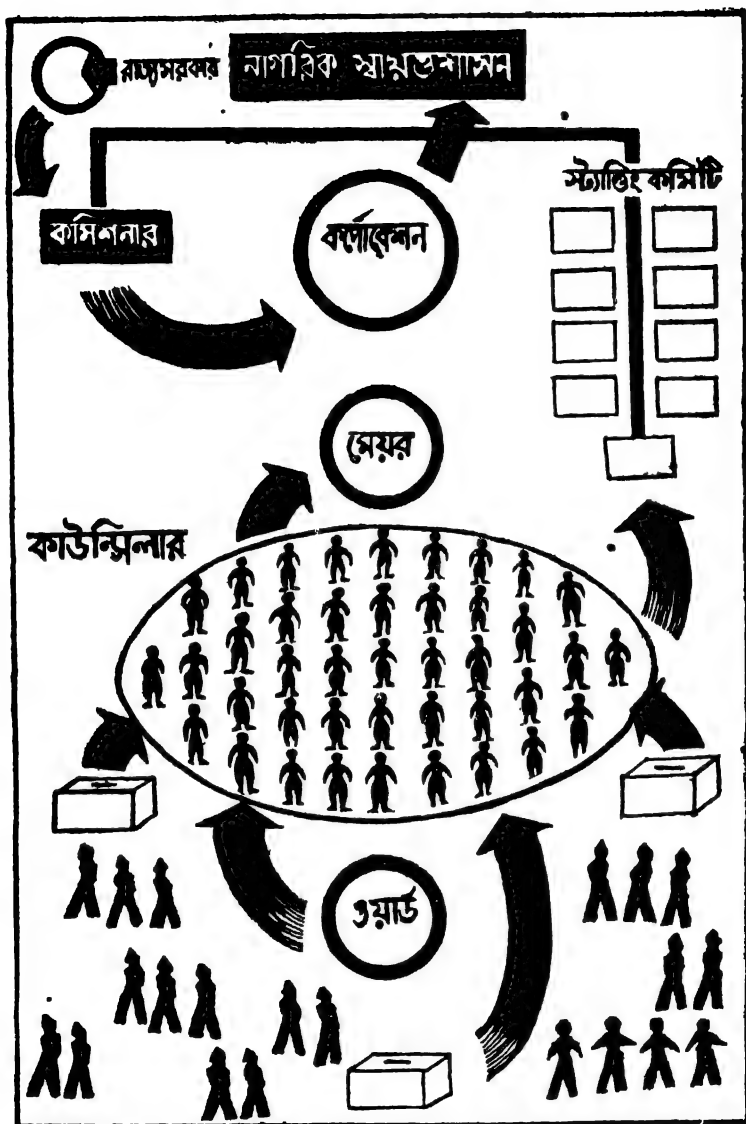 রাজ্যসরকার
নাগরিক স্বায়ত্তশাসন
স্ট্যান্ডিং কমিটি
কমিশনার
কর্পোরেশন
মেয়র
কাউন্সিলার
ওয়ার্ড